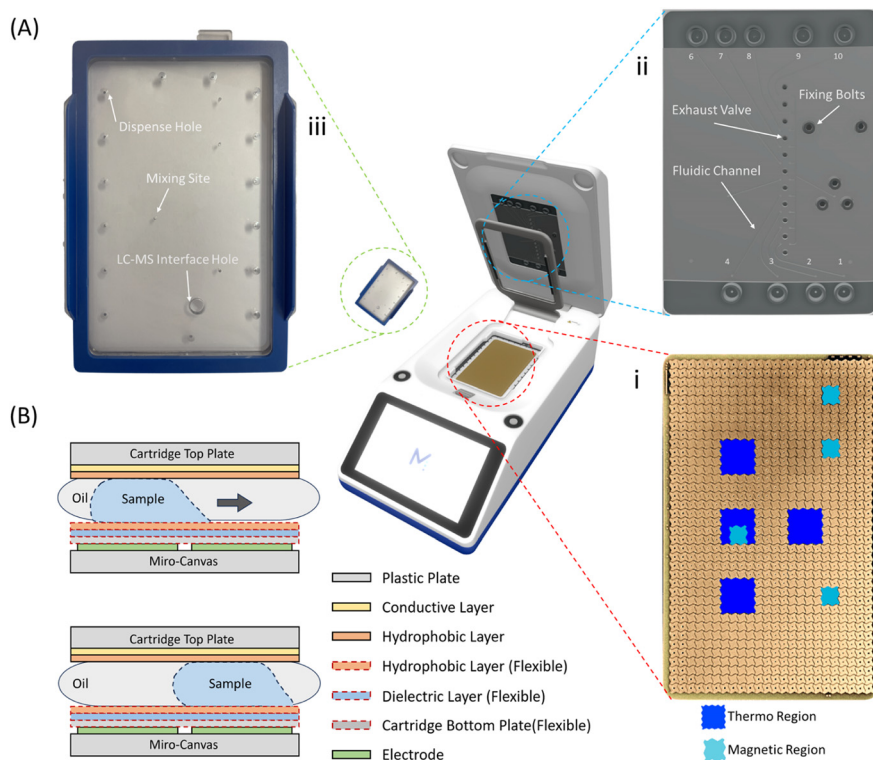 (A)
iii
Dispense Hole
Mixing Site
LC-MS Interface Hole
ii
6
7
8
9
10
Exhaust Valve
Fixing Bolts
Fluidic Channel
4
3
2
1
i
Thermo Region
Magnetic Region
(B)
Cartridge Top Plate
Oil
Sample
Miro-Canvas
Cartridge Top Plate
Oil
Sample
Miro-Canvas
Plastic Plate
Conductive Layer
Hydrophobic Layer
Hydrophobic Layer (Flexible)
Dielectric Layer (Flexible)
Cartridge Bottom Plate(Flexible)
Electrode